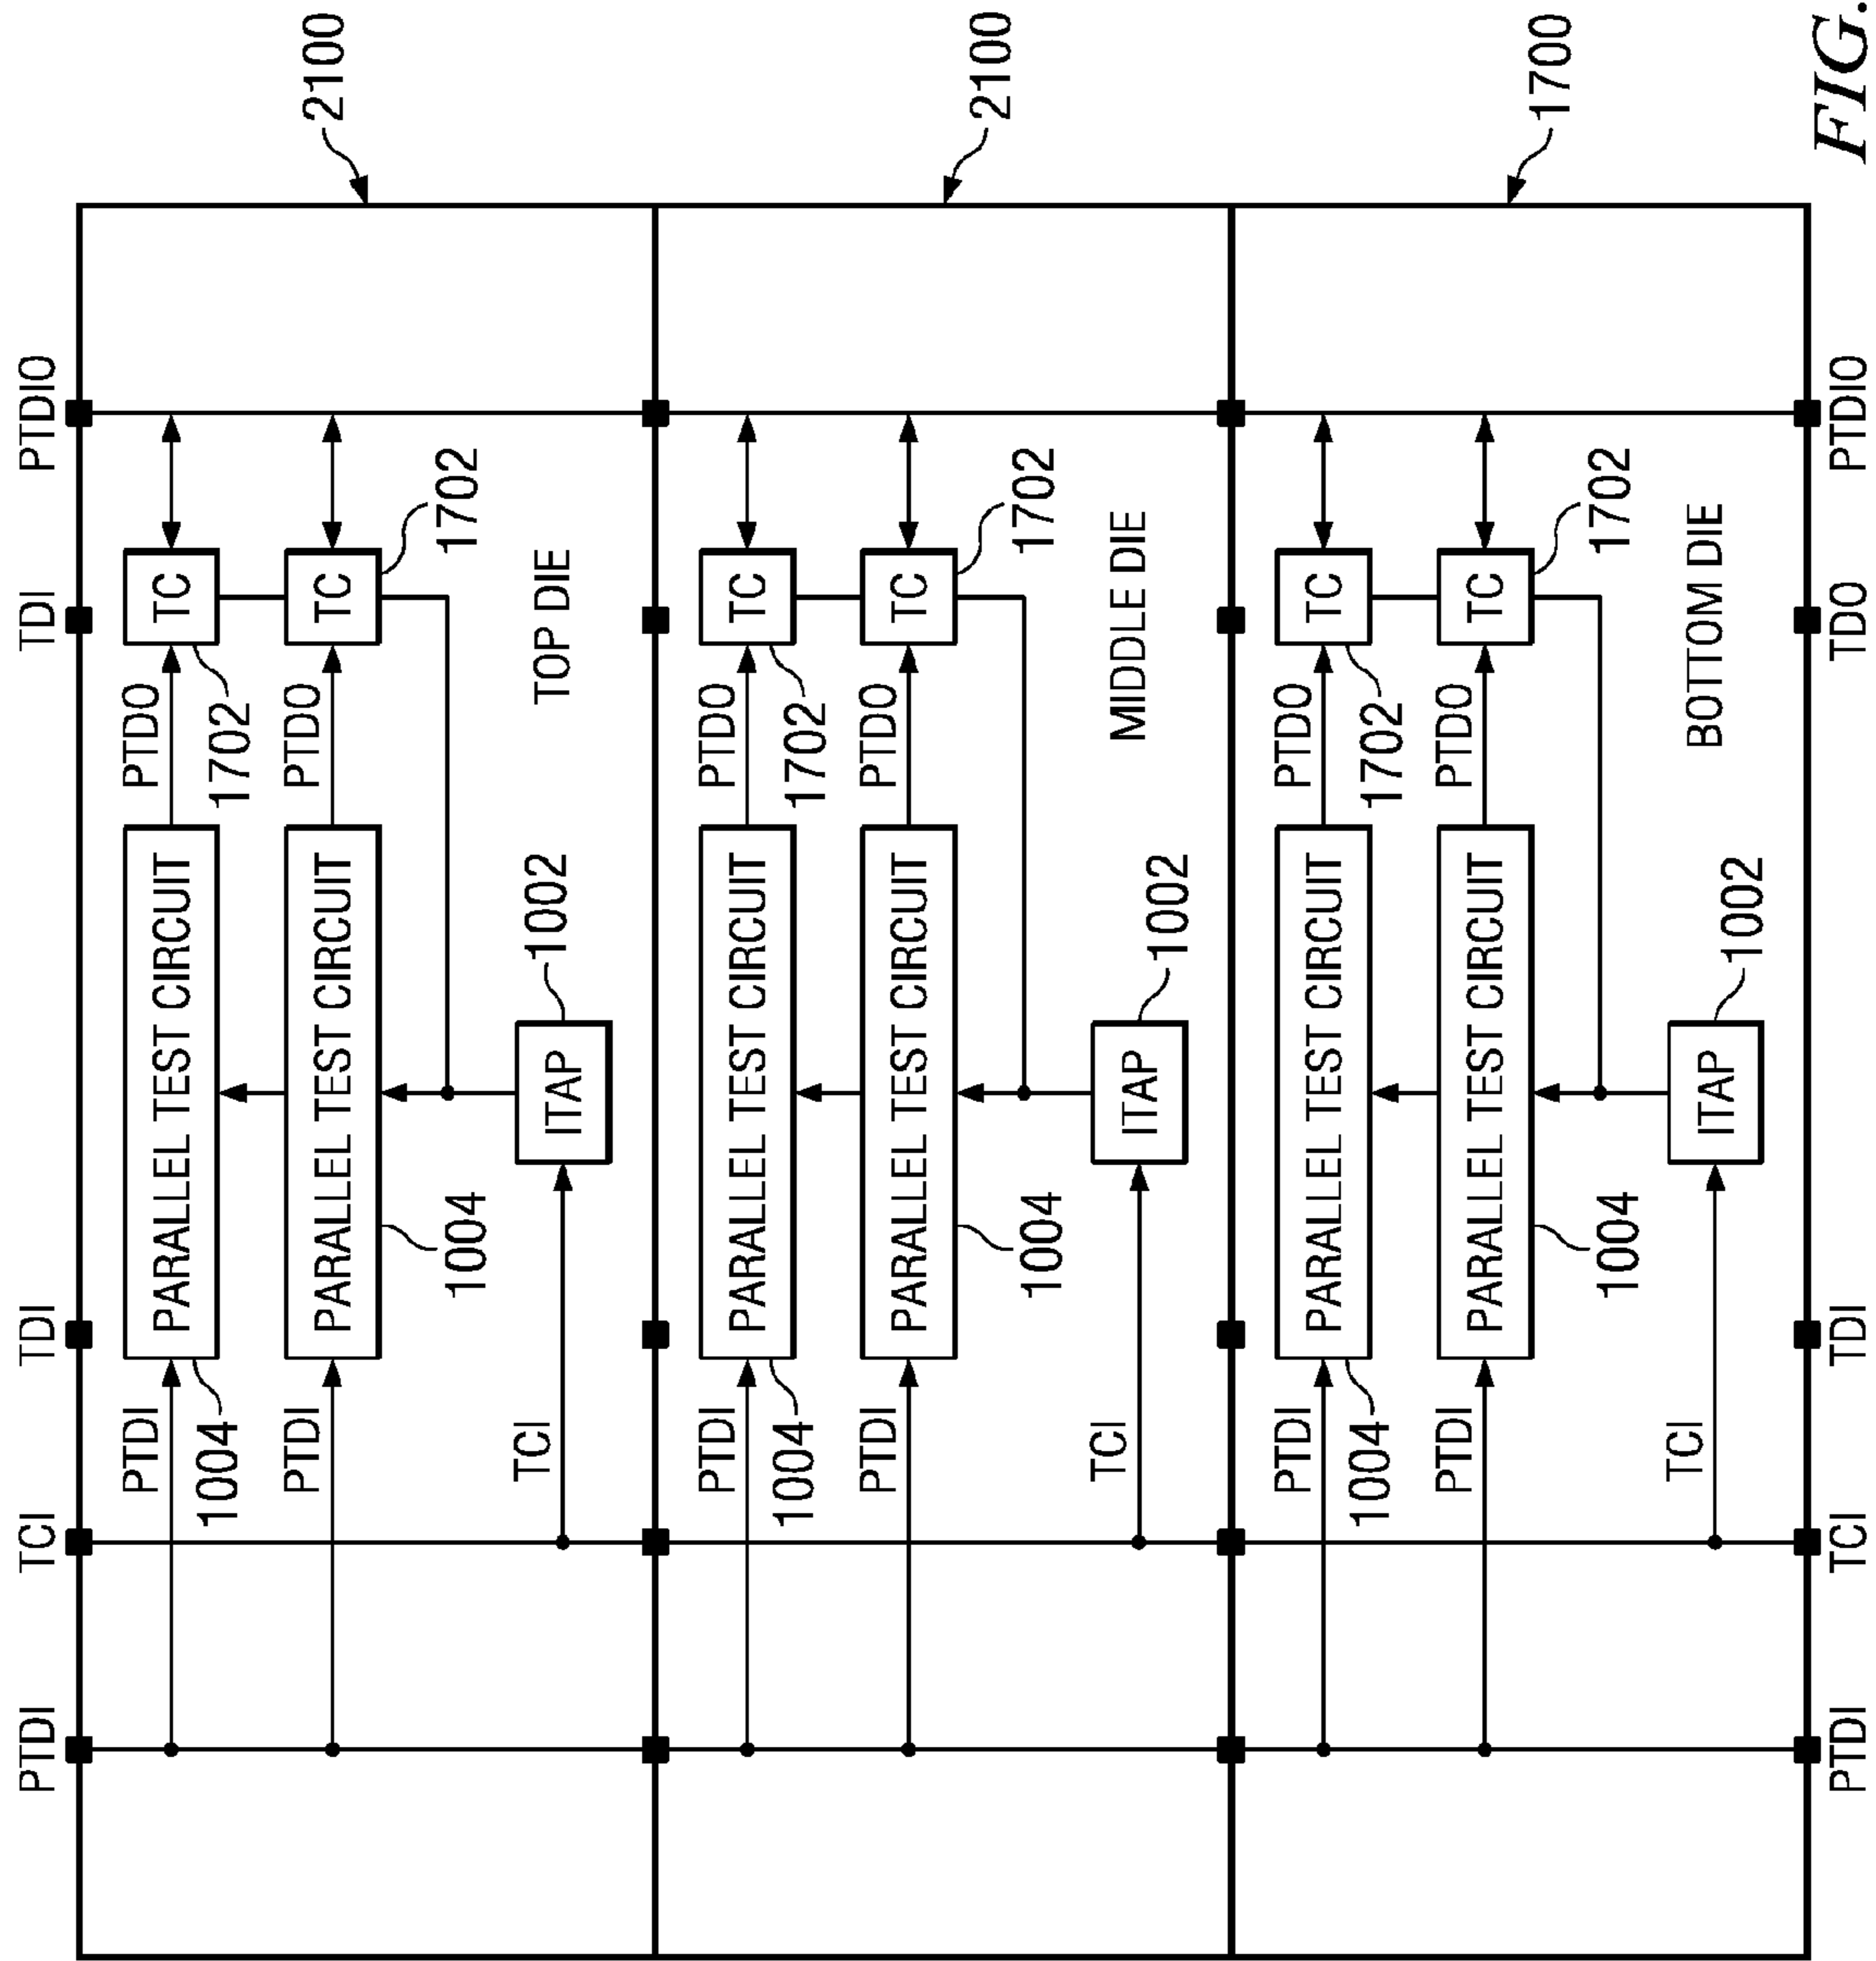 PTDI
TCI
TDI
TDI
PTDIO
PTDI
PARALLEL TEST CIRCUIT
PTDO
TC
1004
1702
PTDI
PARALLEL TEST CIRCUIT
PTDO
TC
2100
1004
1702
TCI
ITAP
1002
TOP DIE
PTDI
PARALLEL TEST CIRCUIT
PTDO
TC
1004
1702
PTDI
PARALLEL TEST CIRCUIT
PTDO
TC
2100
1004
1702
TCI
ITAP
1002
MIDDLE DIE
PTDI
PARALLEL TEST CIRCUIT
PTDO
TC
1004
1702
PTDI
PARALLEL TEST CIRCUIT
PTDO
TC
1700
1004
1702
TCI
ITAP
1002
BOTTOM DIE
PTDI
TCI
TDI
TDO
PTDIO
FIG.